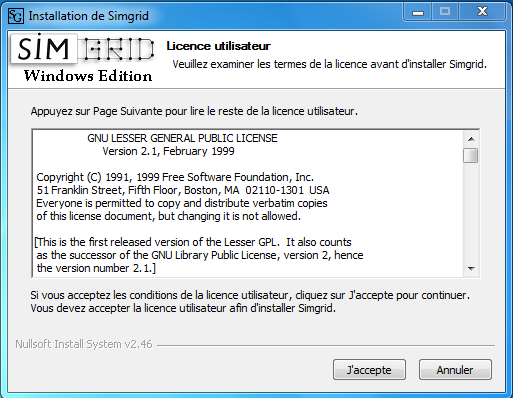 SG Installation de Simgrid
SIM GRID
Windows Edition
Licence utilisateur
Veuillez examiner les termes de la licence avant d'installer Simgrid.
Appuyez sur Page Suivante pour lire le reste de la licence utilisateur.
GNU LESSER GENERAL PUBLIC LICENSE
Version 2.1, February 1999
Copyright (C) 1991, 1999 Free Software Foundation, Inc.
51 Franklin Street, Fifth Floor, Boston, MA  02110-1301  USA
Everyone is permitted to copy and distribute verbatim copies
of this license document, but changing it is not allowed.
[This is the first released version of the Lesser GPL.  It also counts
as the successor of the GNU Library Public License, version 2, hence
the version number 2.1.]
Si vous acceptez les conditions de la licence utilisateur, cliquez sur J'accepte pour continuer.
Vous devez accepter la licence utilisateur afin d'installer Simgrid.
Nullsoft Install System v2.46
J'accepte
Annuler